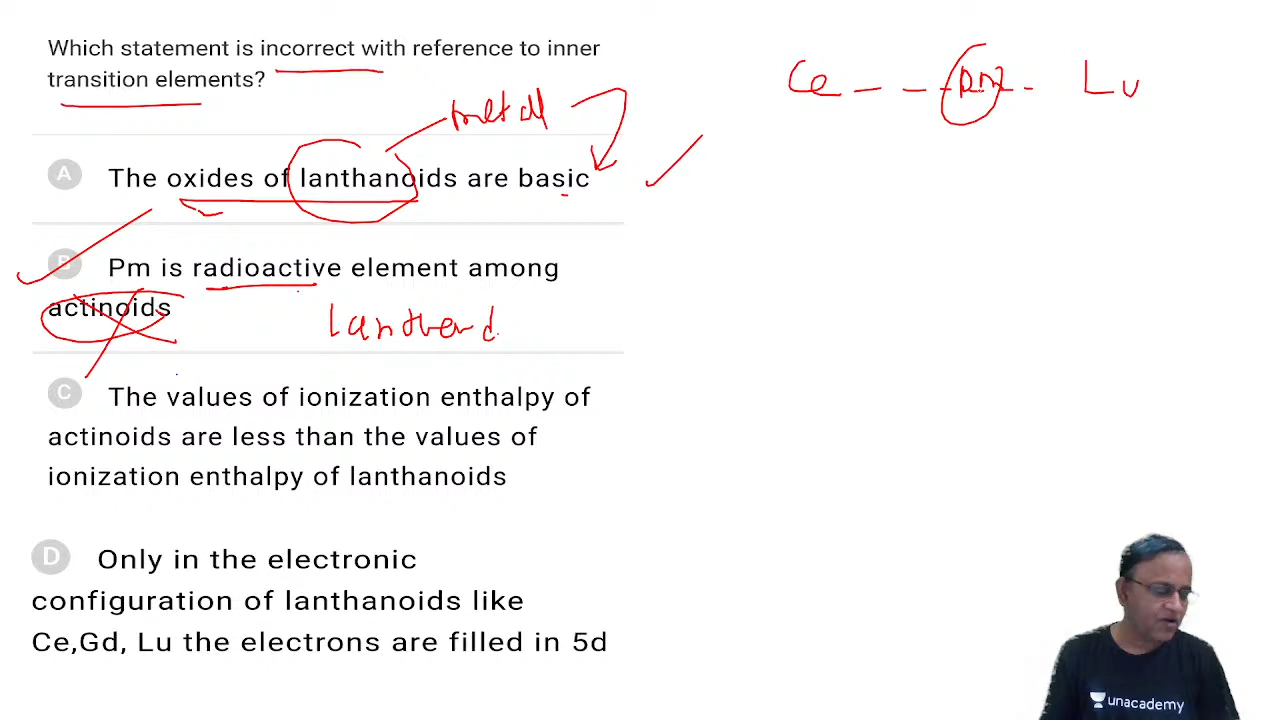 Which statement is incorrect with reference to inner
transition elements?
Ce - - - Pm - Lu
metal
A The oxides of lanthanoids are basic
B Pm is radioactive element among
actinoids
lanthand
C The values of ionization enthalpy of
actinoids are less than the values of
ionization enthalpy of lanthanoids
D Only in the electronic
configuration of lanthanoids like
Ce,Gd, Lu the electrons are filled in 5d
unacademy